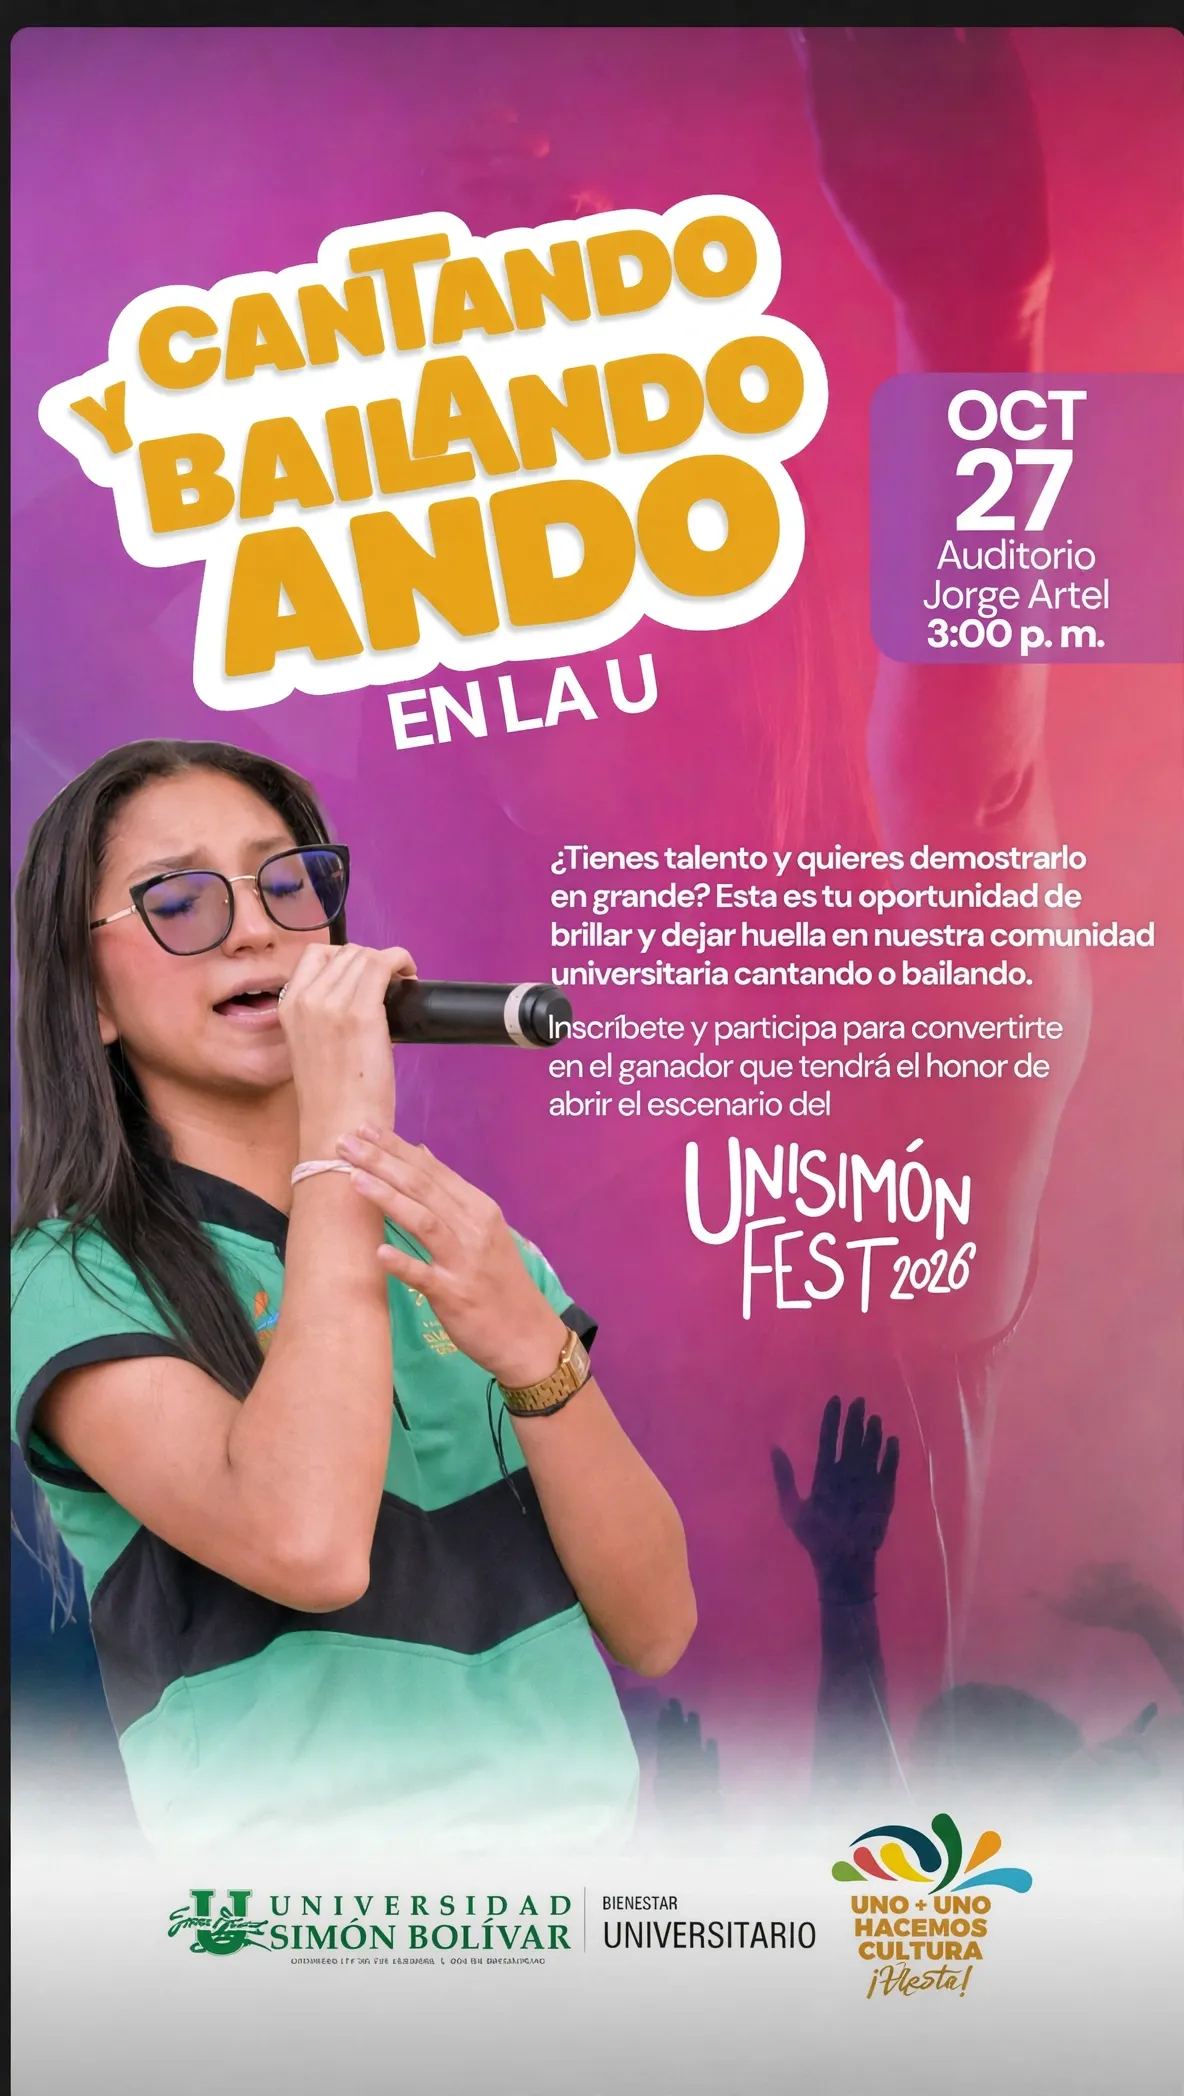 CANTANDO
Y BAILANDO
ANDO
EN LA U
OCT
27
Auditorio
Jorge Artel
3:00 p. m.
¿Tienes talento y quieres demostrarlo
en grande? Esta es tu oportunidad de
brillar y dejar huella en nuestra comunidad
universitaria cantando o bailando.
Inscríbete y participa para convertirte
en el ganador que tendrá el honor de
abrir el escenario del
UNISIMÓN
FEST 2026
UNIVERSIDAD
SIMÓN BOLÍVAR
BIENESTAR
UNIVERSITARIO
UNO + UNO
HACEMOS
CULTURA